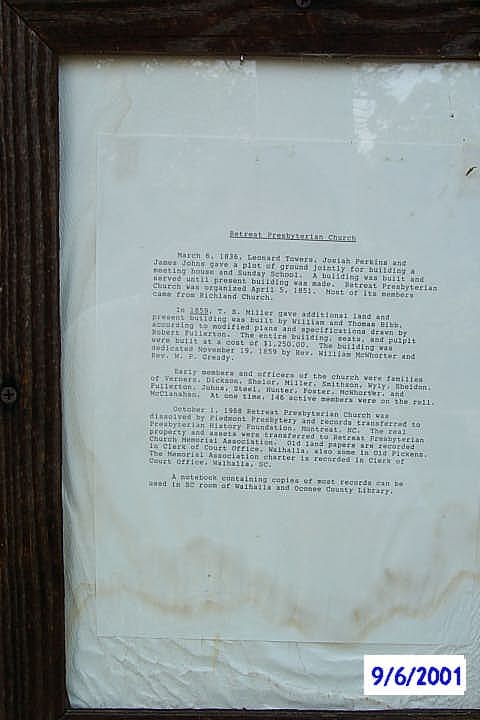 Retreat Presbyterian Church
March 6, 1836, Leonard Towers, Josiah Perkins and
James Johns gave a plot of ground jointly for building a
meeting house and Sunday School. A building was built and
served until present building was made. Retreat Presbyterian
Church was organized April 5, 1851. Most of its members
came from Richland Church.
In 1859, T. S. Miller gave additional land and
present building was built by William and Thomas Bibb,
according to modified plans and specifications drawn by
Robert Fullerton. The entire building, seats, and pulpit
were built at a cost of $1,250.00. The building was
dedicated November 19, 1859 by Rev. William McWhorter and
Rev. W. P. Gready.
Early members and officers of the church were families
of Verners, Dickson, Shelor, Miller, Smithson, Wyly, Sheldon,
Fullerton, Johns, Steel, Hunter, Foster, McWhorter, and
McClanahan. At one time, 146 active members were on the roll.
October 1, 1968 Retreat Presbyterian Church was
dissolved by Piedmont Presbytery and records transferred to
Presbyterian History Foundation, Montreat, NC. The real
property and assets were transferred to Retreat Presbyterian
Church Memorial Association. Old land papers are recorded
in Clerk of Court Office, Walhalla, also some in Old Pickens.
The Memorial Association charter is recorded in Clerk of
Court Office, Walhalla, SC.
A notebook containing copies of most records can be
used in SC room of Walhalla and Oconee County Library.
9/6/2001